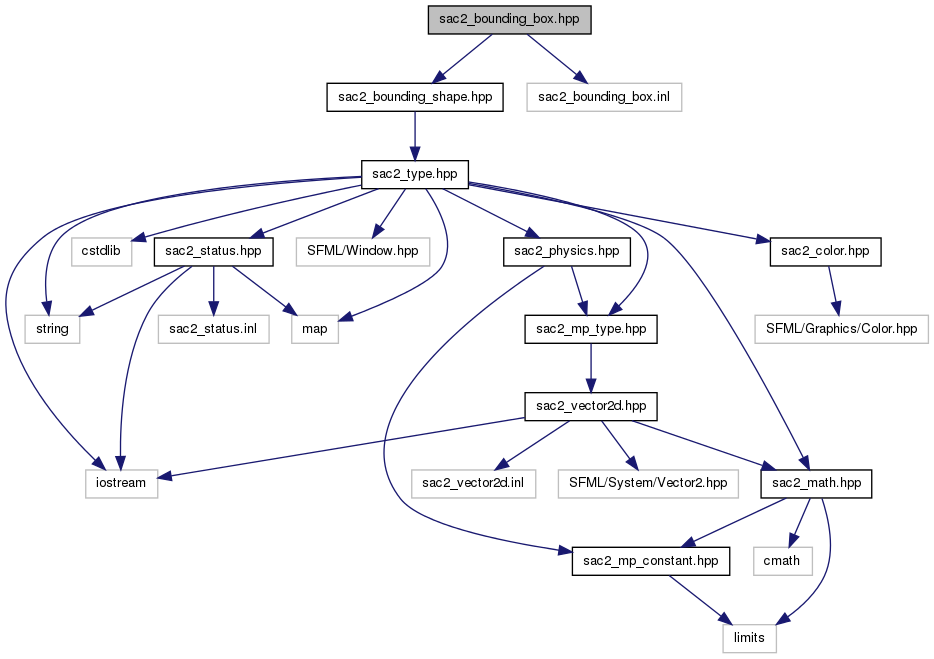 sac2_bounding_box.hpp
sac2_bounding_shape.hpp
sac2_bounding_box.inl
sac2_type.hpp
cstdlib
sac2_status.hpp
SFML/Window.hpp
sac2_physics.hpp
sac2_color.hpp
string
sac2_status.inl
map
sac2_mp_type.hpp
SFML/Graphics/Color.hpp
sac2_vector2d.hpp
iostream
sac2_vector2d.inl
SFML/System/Vector2.hpp
sac2_math.hpp
sac2_mp_constant.hpp
cmath
limits